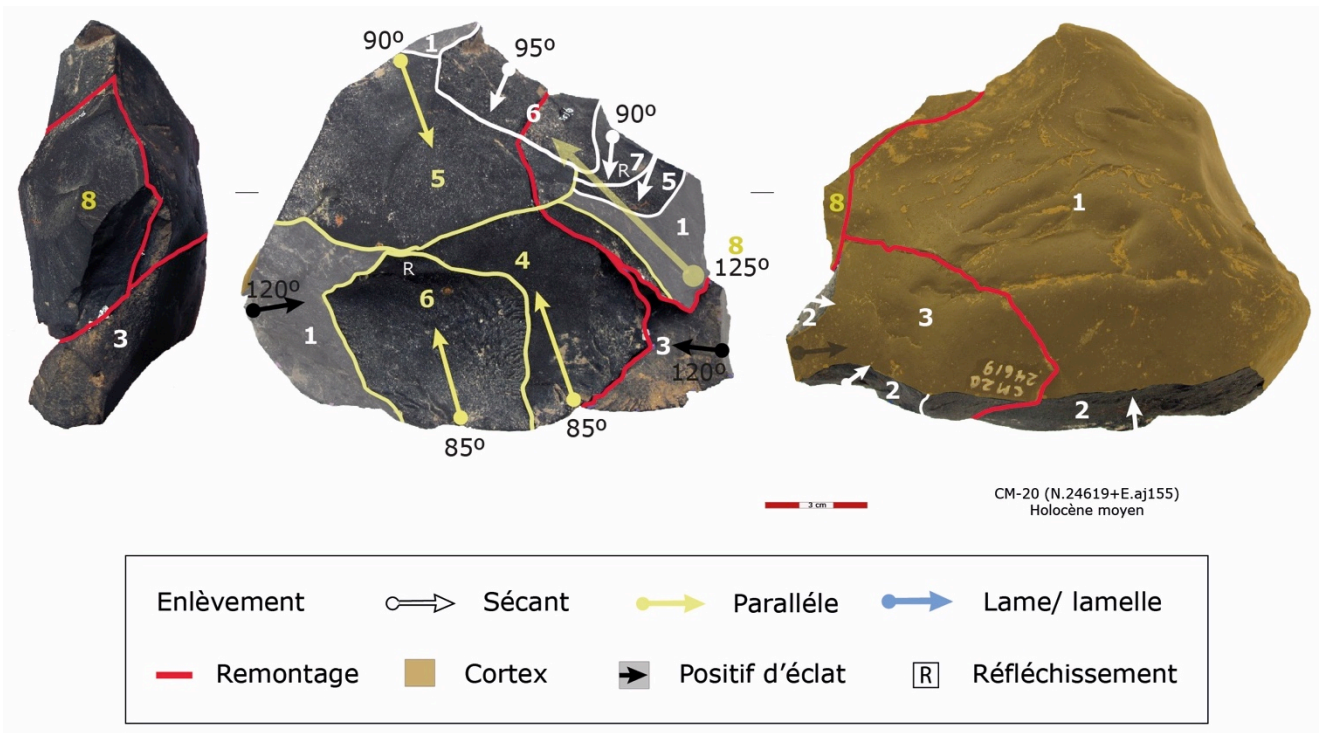 8
3
90º
1
95º
6
90º
R
7
5
5
1
8
125º
4
R
6
120º
1
3
120º
85º
85º
1
8
3
2
CM20
24619
2
2
3 cm
CM-20 (N.24619+E.aj155)
Holocène moyen
Enlèvement Sécant Paralléle Lame/ lamelle
Remontage Cortex Positif d’éclat R Réfléchissement